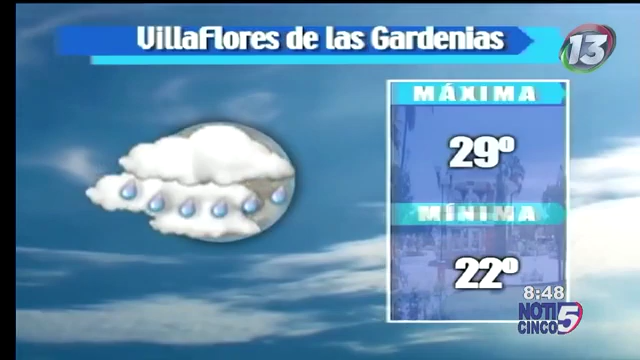 VillaFlores de las Gardenias
13
MÁXIMA
29º
MÍNIMA
22º
8:48
NOTI
CINCO
5